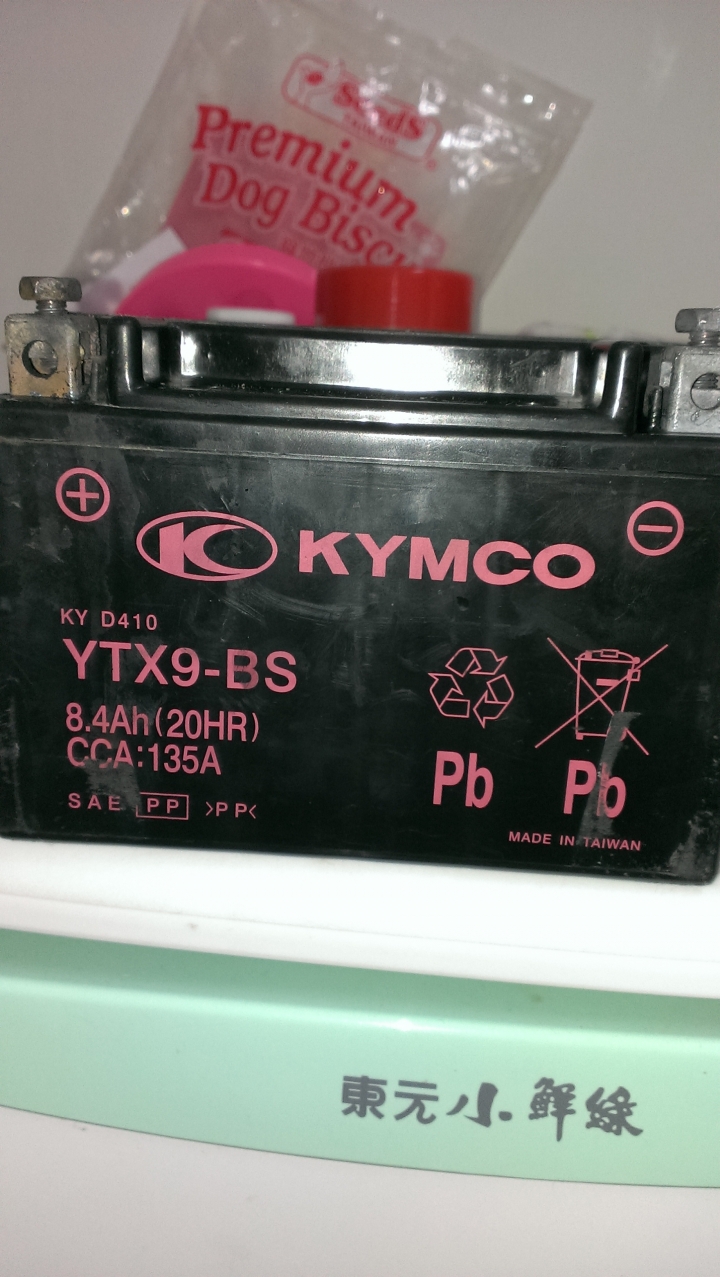 Seeds
Premium
Dog Biscu
+
-
KYMCO
KY D410
YTX9-BS
8.4Ah(20HR)
CCA:135A
SAE PP >PP<
Pb
Pb
MADE IN TAIWAN
東元小鮮綠